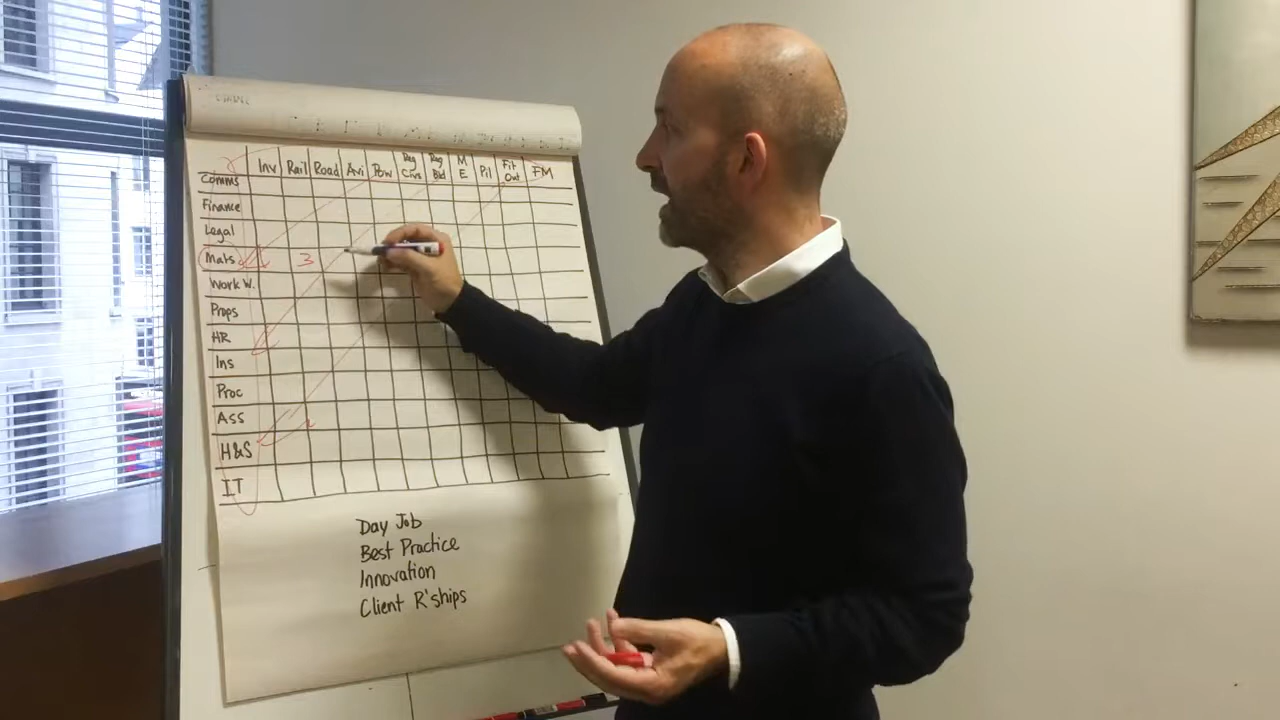 Inv Rail Road Avi Pow Reg Civs Reg Bld M E Pil Fit Out FM
Comms
Finance
Legal
Mats 3
Work W.
Props
HR
Ins
Proc
Ass
H&S
IT
Day Job
Best Practice
Innovation
Client R'ships